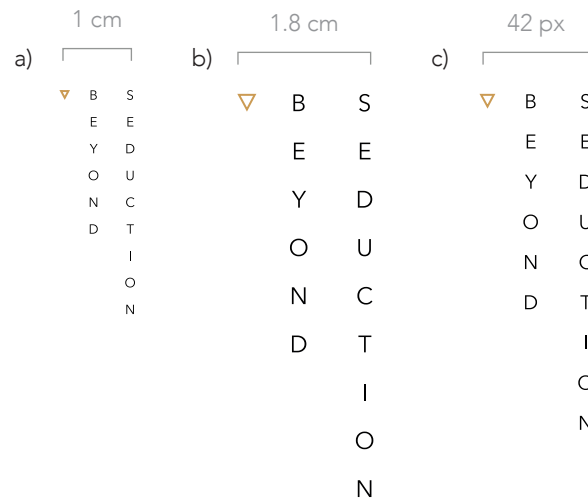 1 cm
1.8 cm
42 px
a)
b)
c)
BEYOND
SEDUCTION
BEYOND
SEDUCTION
BEYOND
SEDUCTION